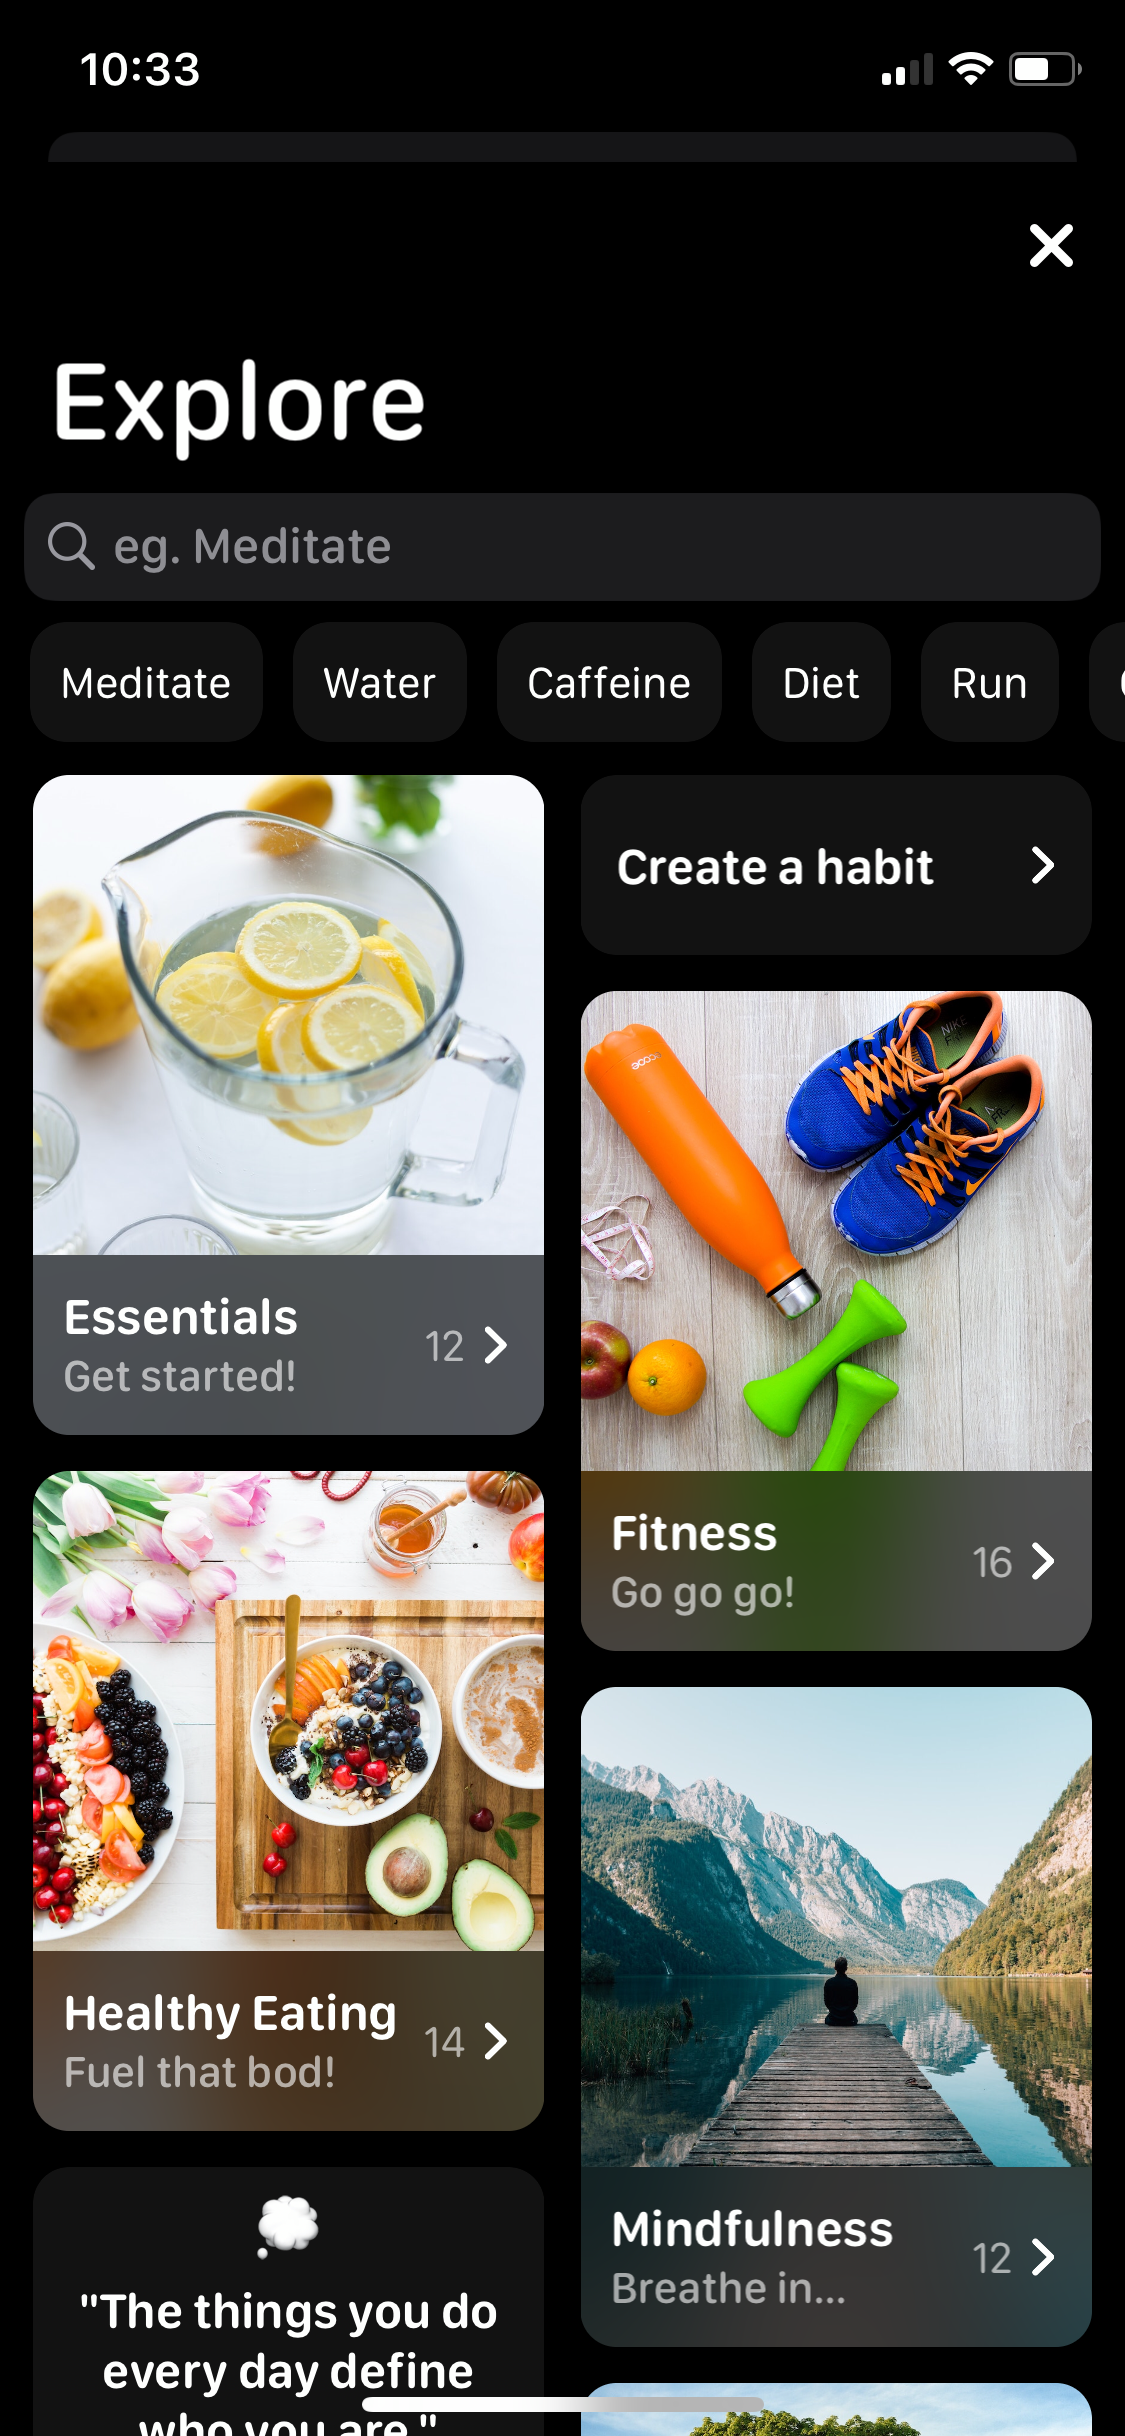 10:33
Explore
eg. Meditate
Meditate
Water
Caffeine
Diet
Run
Create a habit
Essentials
Get started!
12
NIKE
Fitness
Go go go!
16
Healthy Eating
Fuel that bod!
14
Mindfulness
Breathe in...
12
"The things you do
every day define
who you are."